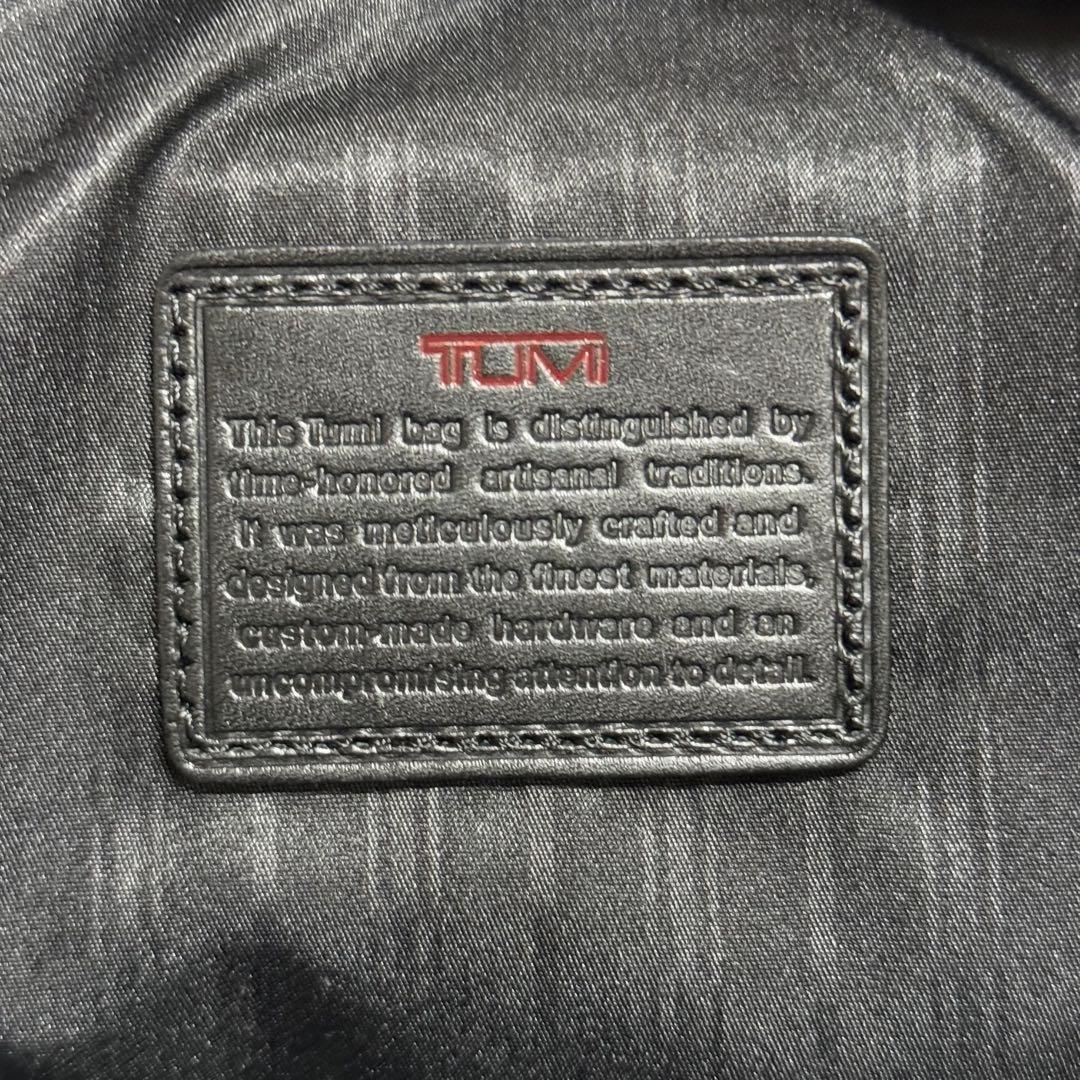 TUMI
This Tumi bag is distinguished by
time-honored artisanal traditions.
It was meticulously crafted and
designed from the finest materials,
custom-made hardware and an
uncompromising attention to detail.